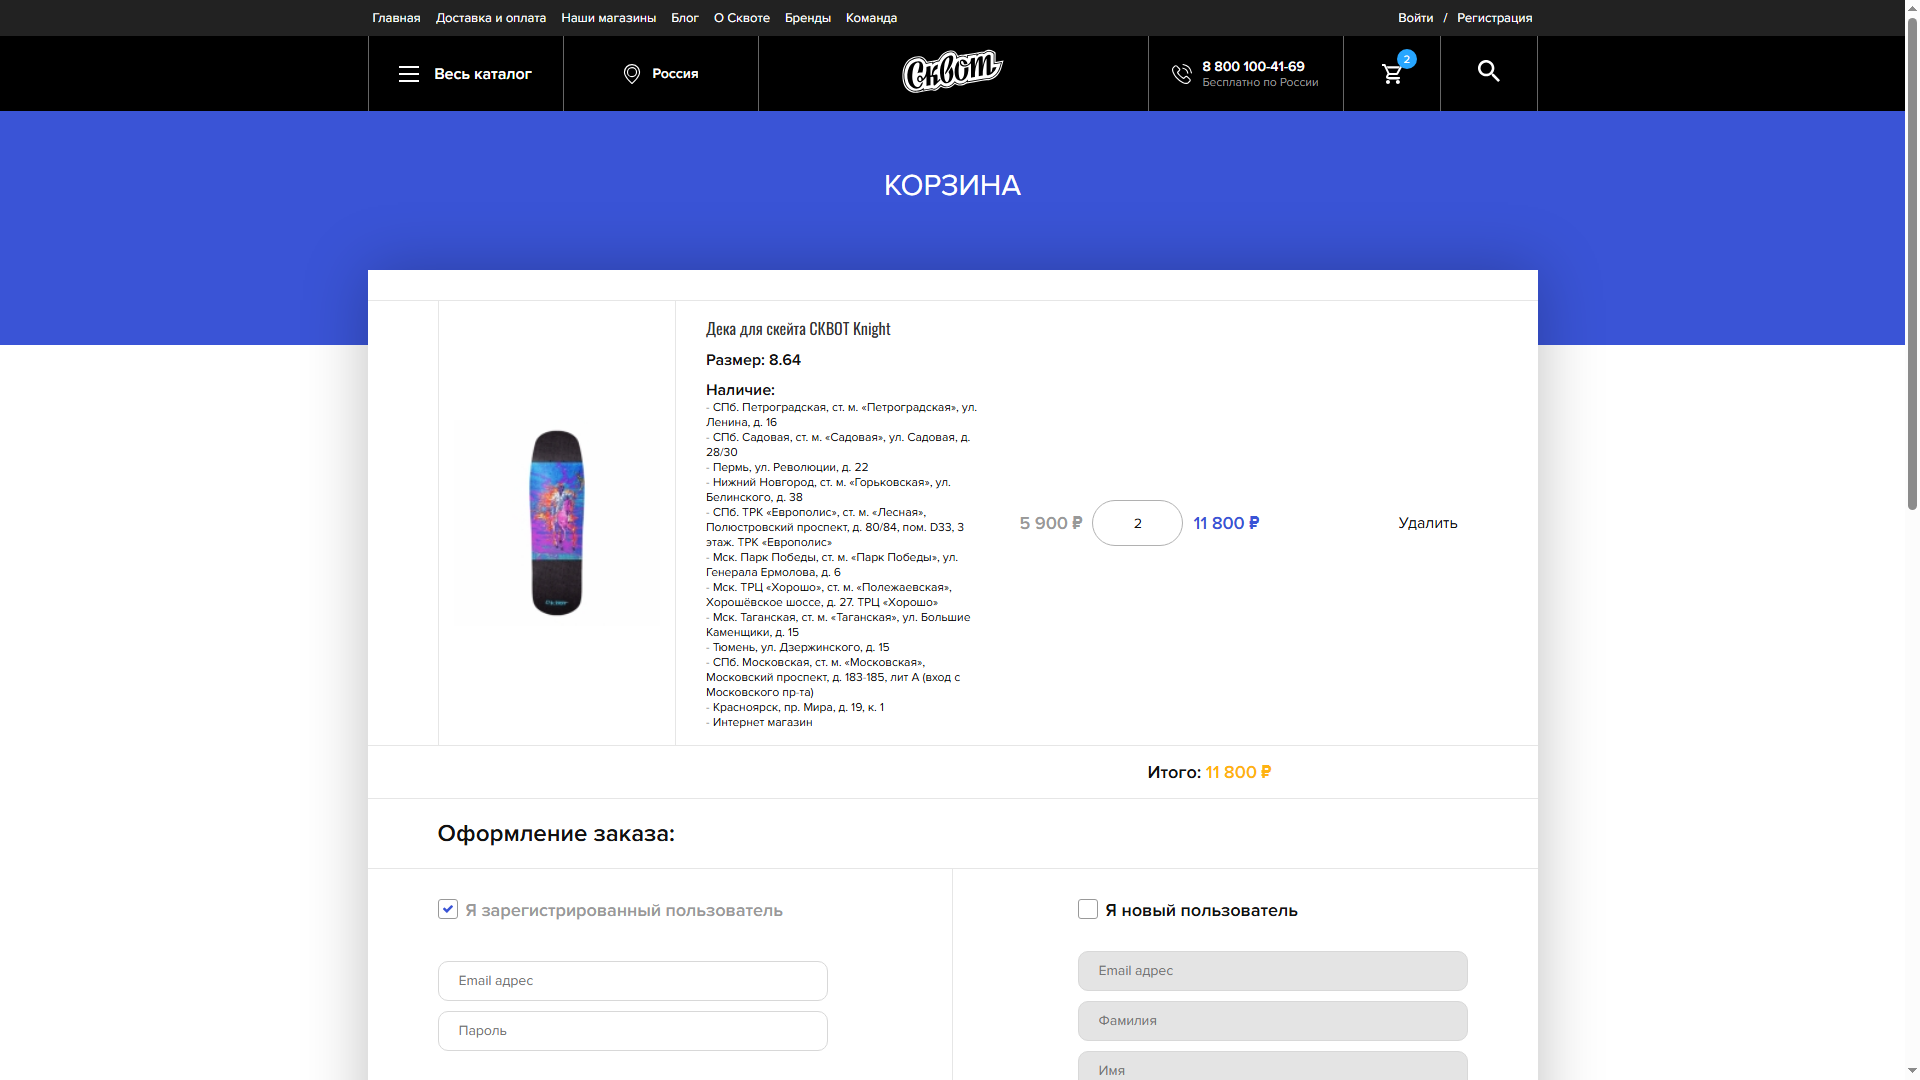 Главная Доставка и оплата Наши магазины Блог О Сквоте Бренды Команда Войти / Регистрация
Весь каталог Россия Сквот 8 800 100-41-69 2
Бесплатно по России
КОРЗИНА
Дека для скейта СКВОТ Knight
Размер: 8.64
Наличие:
- СПб. Петроградская, ст. м. «Петроградская», ул.
Ленина, д. 16
- СПб. Садовая, ст. м. «Садовая», ул. Садовая, д.
28/30
- Пермь, ул. Революции, д. 22
- Нижний Новгород, ст. м. «Горьковская», ул.
Белинского, д. 38
- СПб. ТРК «Европолис», ст. м. «Лесная»,
Полюстровский проспект, д. 80/84, пом. D33, 3
этаж. ТРК «Европолис»
- Мск. Парк Победы, ст. м. «Парк Победы», ул.
Генерала Ермолова, д. 6
- Мск. ТРЦ «Хорошо», ст. м. «Полежаевская»,
Хорошёвское шоссе, д. 27. ТРЦ «Хорошо»
- Мск. Таганская, ст. м. «Таганская», ул. Большие
Каменщики, д. 15
- Тюмень, ул. Дзержинского, д. 15
- СПб. Московская, ст. м. «Московская»,
Московский проспект, д. 183-185, лит А (вход с
Московского пр-та)
- Красноярск, пр. Мира, д. 19, к. 1
- Интернет магазин
5 900 ₽ 2 11 800 ₽ Удалить
Итого: 11 800 ₽
Оформление заказа:
Я зарегистрированный пользователь
Email адрес
Пароль
Я новый пользователь
Email адрес
Фамилия
Имя